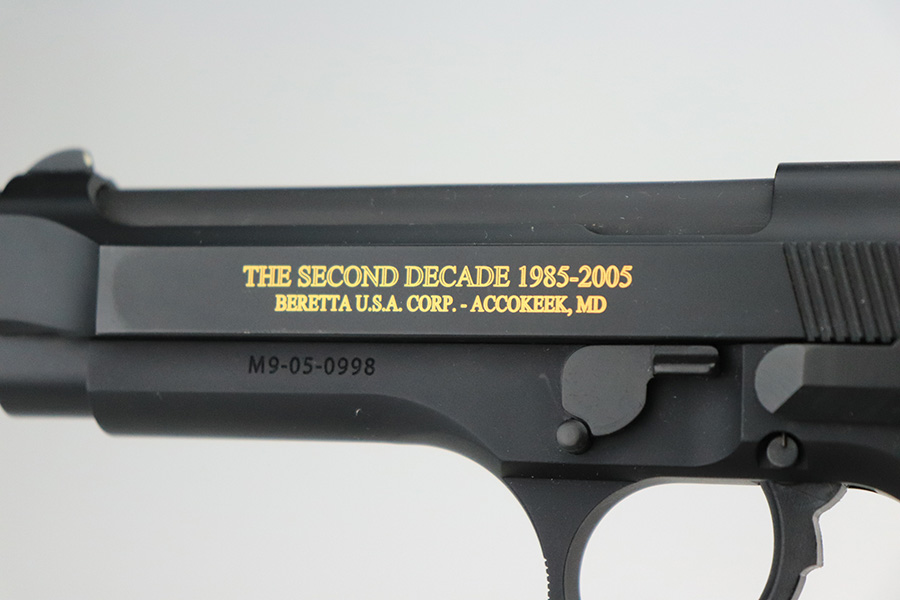 THE SECOND DECADE 1985-2005
BERETTA U.S.A. CORP. - ACCOKEEK, MD
M9-05-0998